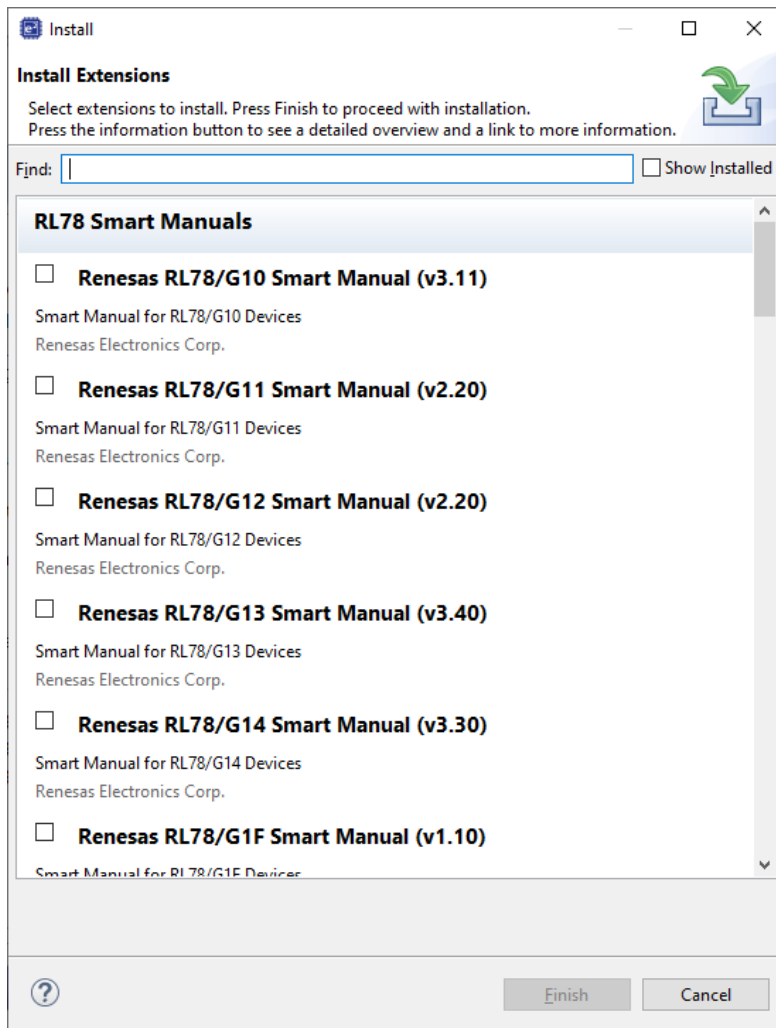 Install
Install Extensions
Select extensions to install. Press Finish to proceed with installation.
Press the information button to see a detailed overview and a link to more information.
Find:
Show Installed
RL78 Smart Manuals
Renesas RL78/G10 Smart Manual (v3.11)
Smart Manual for RL78/G10 Devices
Renesas Electronics Corp.
Renesas RL78/G11 Smart Manual (v2.20)
Smart Manual for RL78/G11 Devices
Renesas Electronics Corp.
Renesas RL78/G12 Smart Manual (v2.20)
Smart Manual for RL78/G12 Devices
Renesas Electronics Corp.
Renesas RL78/G13 Smart Manual (v3.40)
Smart Manual for RL78/G13 Devices
Renesas Electronics Corp.
Renesas RL78/G14 Smart Manual (v3.30)
Smart Manual for RL78/G14 Devices
Renesas Electronics Corp.
Renesas RL78/G1F Smart Manual (v1.10)
Smart Manual for RL78/G1F Devices
Finish
Cancel